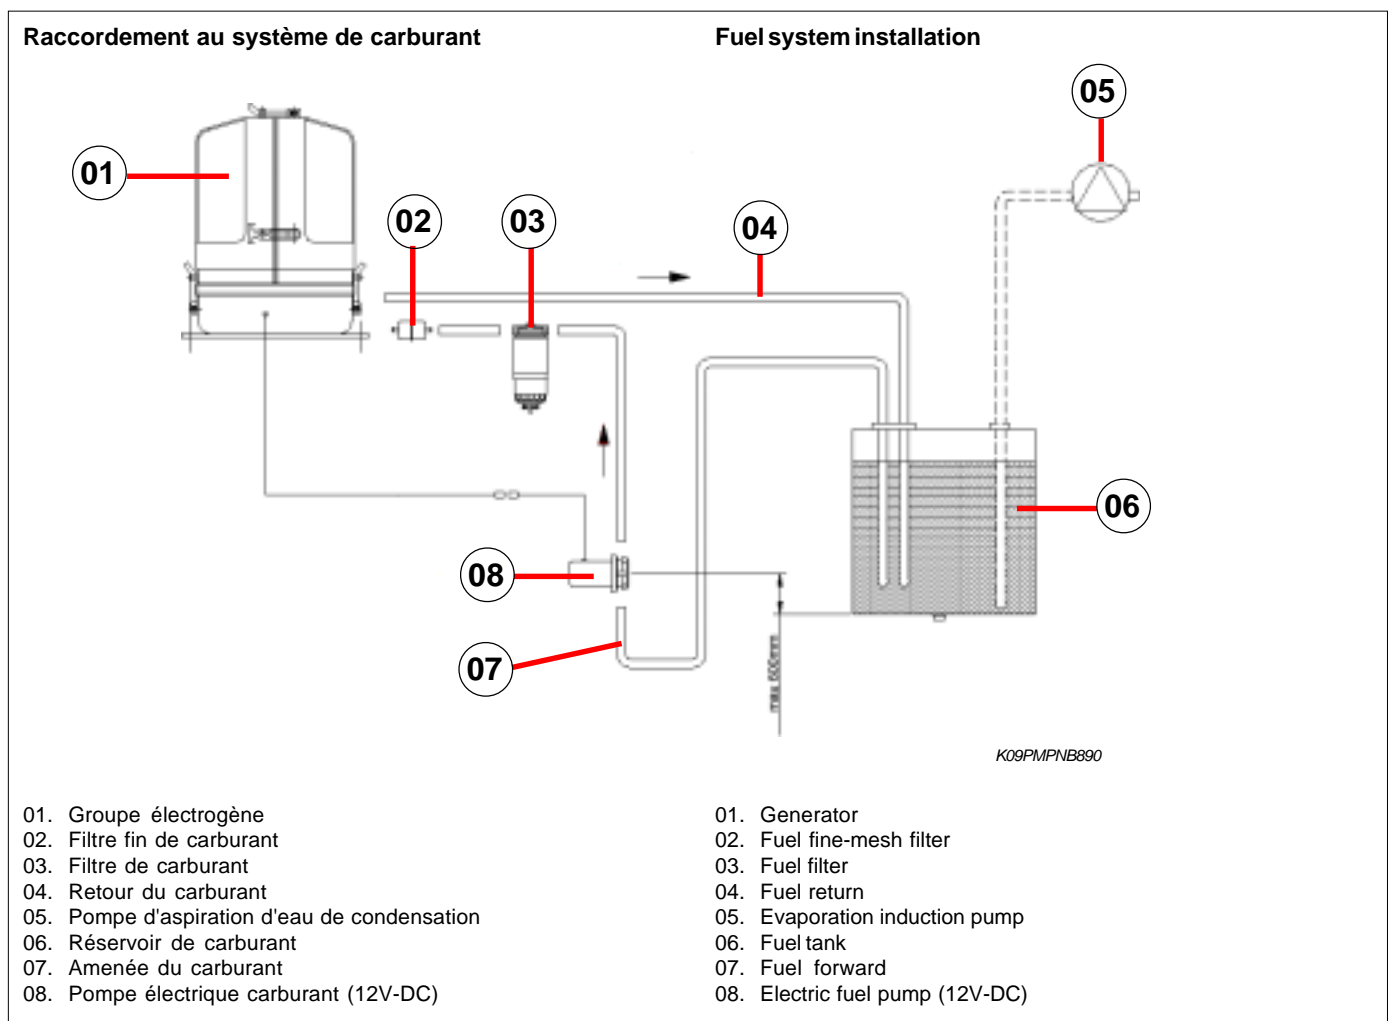 Raccordement au système de carburant
Fuel system installation
05
01
02
03
04
06
08
07
max 600mm
K09PMPNB890
01. Groupe électrogène
02. Filtre fin de carburant
03. Filtre de carburant
04. Retour du carburant
05. Pompe d'aspiration d'eau de condensation
06. Réservoir de carburant
07. Amenée du carburant
08. Pompe électrique carburant (12V-DC)
01. Generator
02. Fuel fine-mesh filter
03. Fuel filter
04. Fuel return
05. Evaporation induction pump
06. Fuel tank
07. Fuel forward
08. Electric fuel pump (12V-DC)